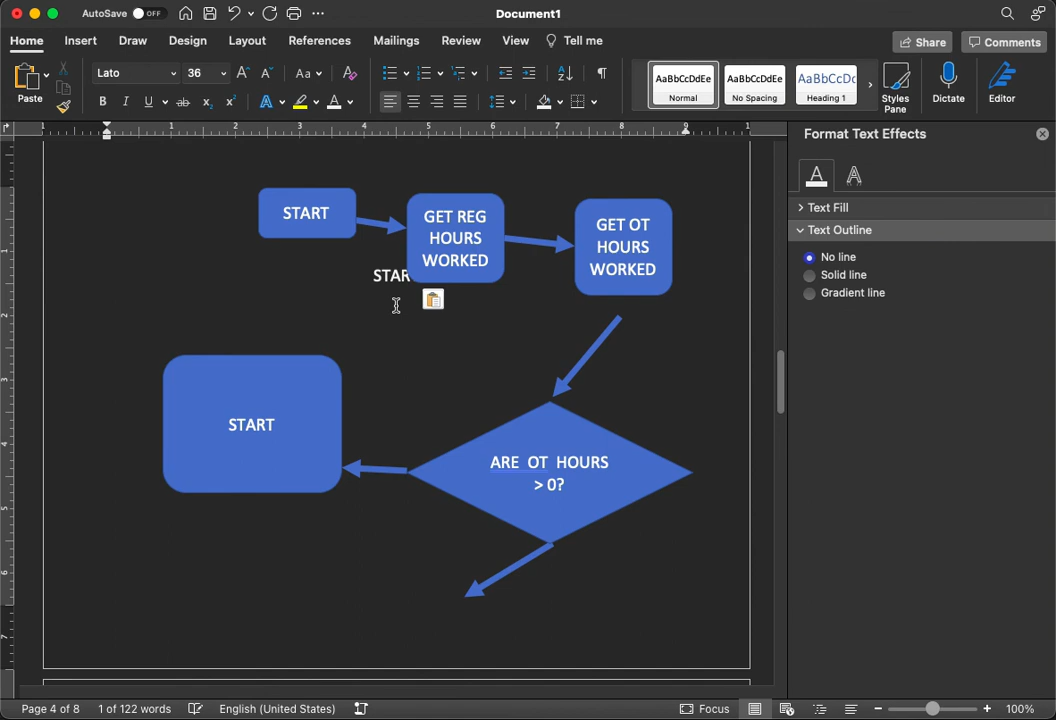 AutoSave OFF
Document1
Home Insert Draw Design Layout References Mailings Review View Tell me
Share Comments
Paste
Lato 36
AaBbCcDdEe
Normal
AaBbCcDdEe
No Spacing
AaBbCcDc
Heading 1
Styles
Pane
Dictate
Editor
Format Text Effects
Text Fill
Text Outline
No line
Solid line
Gradient line
START
GET REG
HOURS
WORKED
GET OT
HOURS
WORKED
STAR
START
ARE OT HOURS
> 0?
Page 4 of 8 1 of 122 words English (United States) Focus 100%